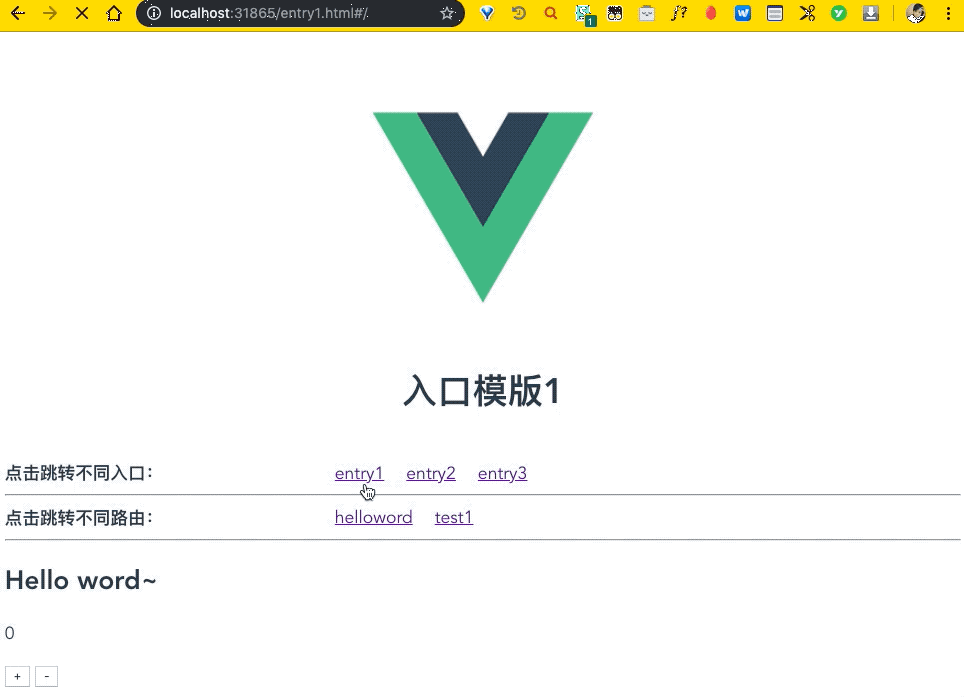 localhost:31865/entry1.html#/
1
f?
W
y
入口模版1
点击跳转不同入口： entry1 entry2 entry3
点击跳转不同路由： helloword test1
Hello word~
0
+ -